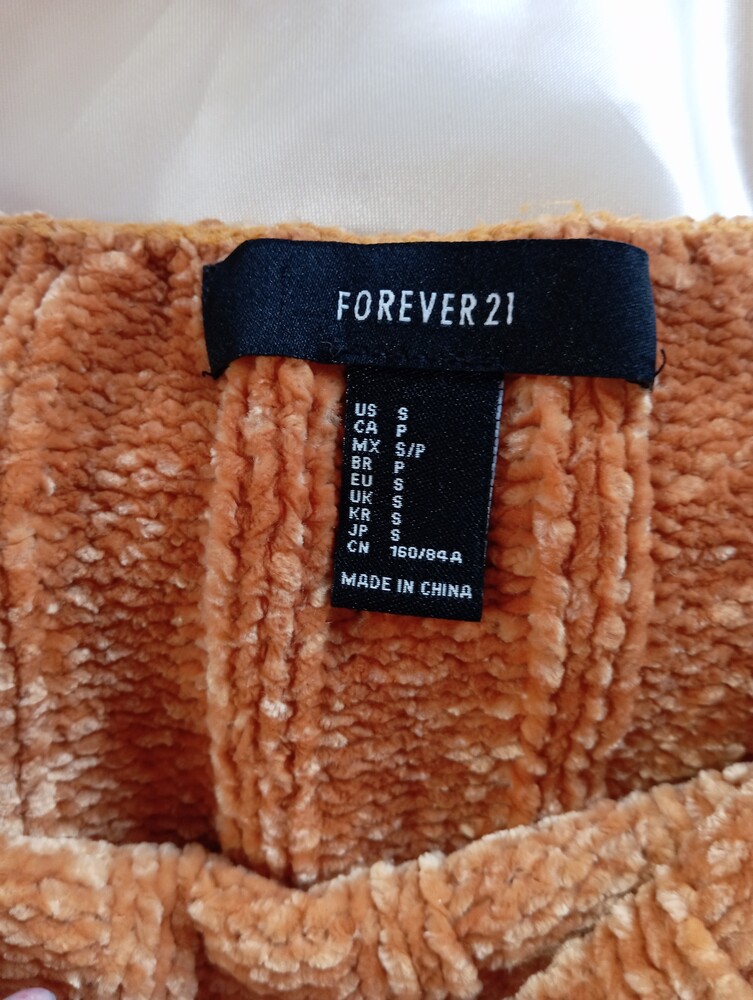 FOREVER 21
US S
CA P
MX S/P
BR P
EU S
UK S
KR S
JP S
CN 160/84A
MADE IN CHINA